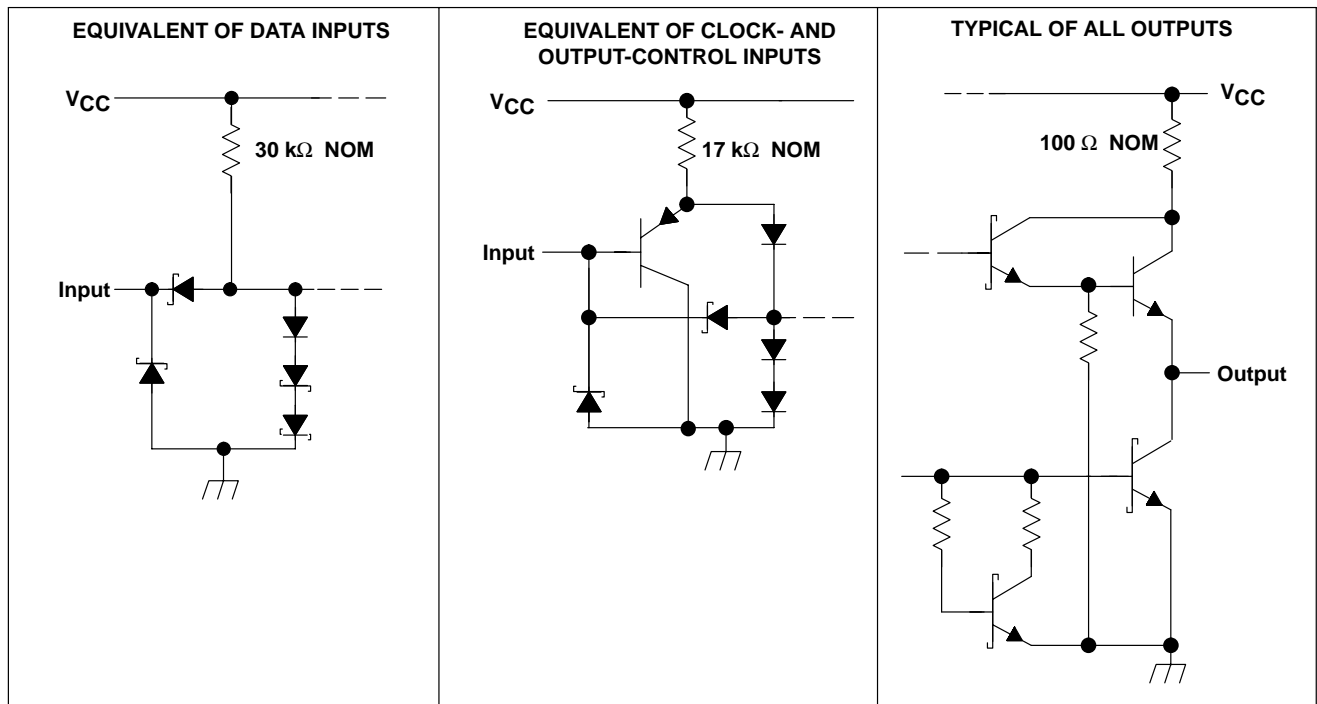 EQUIVALENT OF DATA INPUTS
VCC
30 kΩ NOM
Input
EQUIVALENT OF CLOCK- AND
OUTPUT-CONTROL INPUTS
VCC
17 kΩ NOM
Input
TYPICAL OF ALL OUTPUTS
VCC
100 Ω NOM
Output